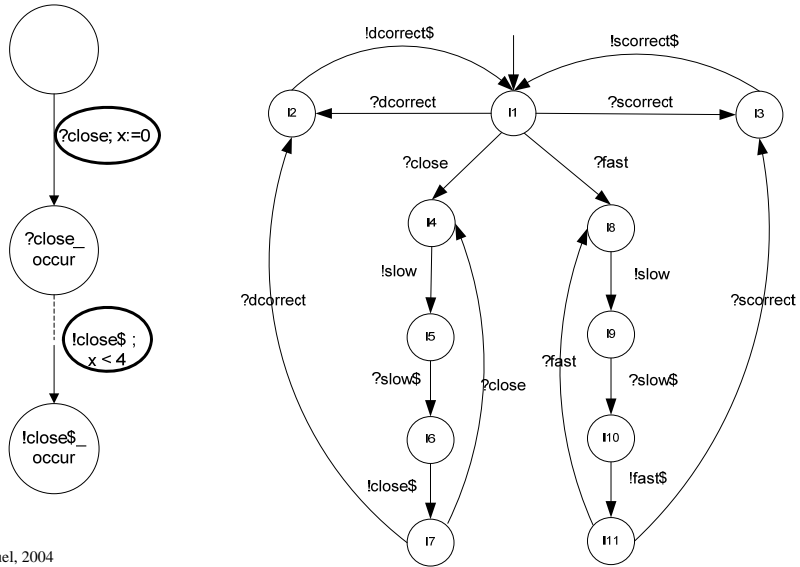 ?close; x:=0
?close_
occur
!close$ ;
x < 4
!close$_
occur
!dcorrect$
!scorrect$
l2
?dcorrect
l1
?scorrect
l3
?close
?fast
l4
l8
!slow
!slow
?dcorrect
?scorrect
l5
l9
?slow$
?close
?fast
?slow$
l6
l10
!close$
!fast$
l7
l11
uel, 2004